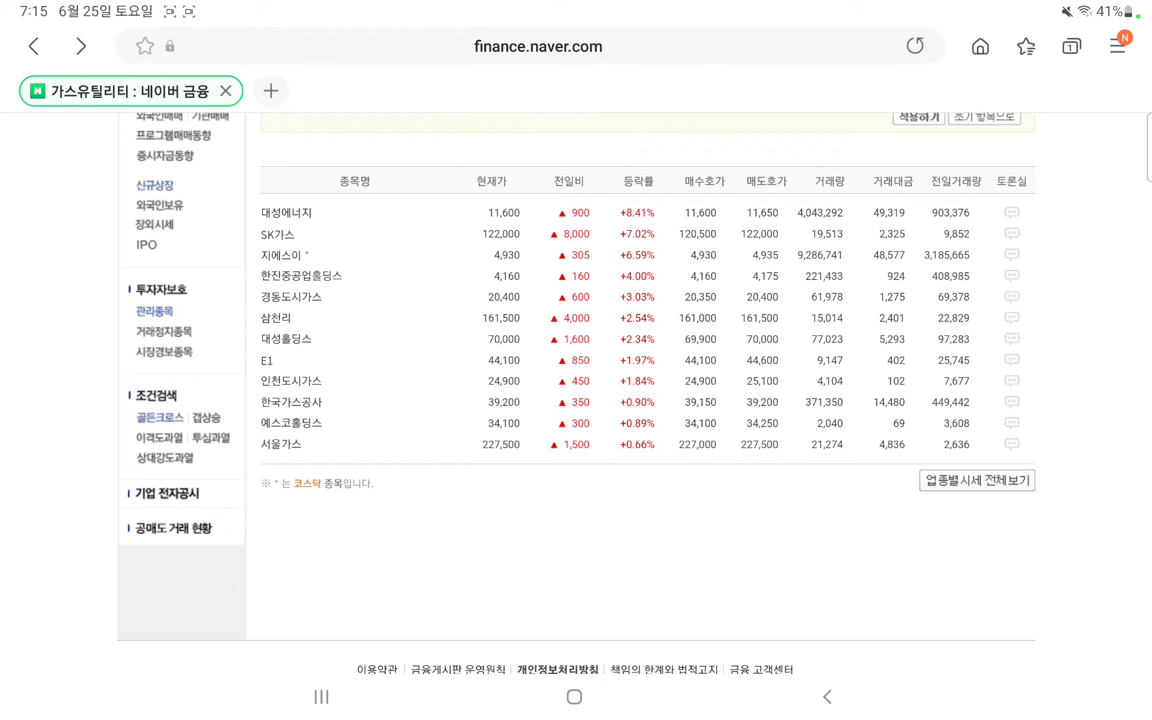 7:15 6월 25일 토요일 41%
finance.naver.com 1 N
N 가스유틸리티 : 네이버 금융
외국인매매 기관매매
프로그램매매동향
증시자금동향
신규상장
외국인보유
장외시세
IPO
투자자보호
관리종목
거래정지종목
시장경보종목
조건검색
골든크로스 갭상승
이격도과열 투심과열
상대강도과열
기업 전자공시
공매도 거래 현황
적용하기 초기 항목으로
종목명 현재가 전일비 등락률 매수호가 매도호가 거래량 거래대금 전일거래량 토론실
대성에너지 11,600 ▲ 900 +8.41% 11,600 11,650 4,043,292 49,319 903,376
SK가스 122,000 ▲ 8,000 +7.02% 120,500 122,000 19,513 2,325 9,852
지에스이 * 4,930 ▲ 305 +6.59% 4,930 4,935 9,286,741 48,577 3,185,665
한진중공업홀딩스 4,160 ▲ 160 +4.00% 4,160 4,175 221,433 924 408,985
경동도시가스 20,400 ▲ 600 +3.03% 20,350 20,400 61,978 1,275 69,378
삼천리 161,500 ▲ 4,000 +2.54% 161,000 161,500 15,014 2,401 22,829
대성홀딩스 70,000 ▲ 1,600 +2.34% 69,900 70,000 77,023 5,293 97,283
E1 44,100 ▲ 850 +1.97% 44,100 44,600 9,147 402 25,745
인천도시가스 24,900 ▲ 450 +1.84% 24,900 25,100 4,104 102 7,677
한국가스공사 39,200 ▲ 350 +0.90% 39,150 39,200 371,350 14,480 449,442
예스코홀딩스 34,100 ▲ 300 +0.89% 34,100 34,250 2,040 69 3,608
서울가스 227,500 ▲ 1,500 +0.66% 227,000 227,500 21,274 4,836 2,636
※ * 는 코스닥 종목입니다. 업종별시세 전체보기
이용약관 금융게시판 운영원칙 개인정보처리방침 책임의 한계와 법적고지 금융 고객센터